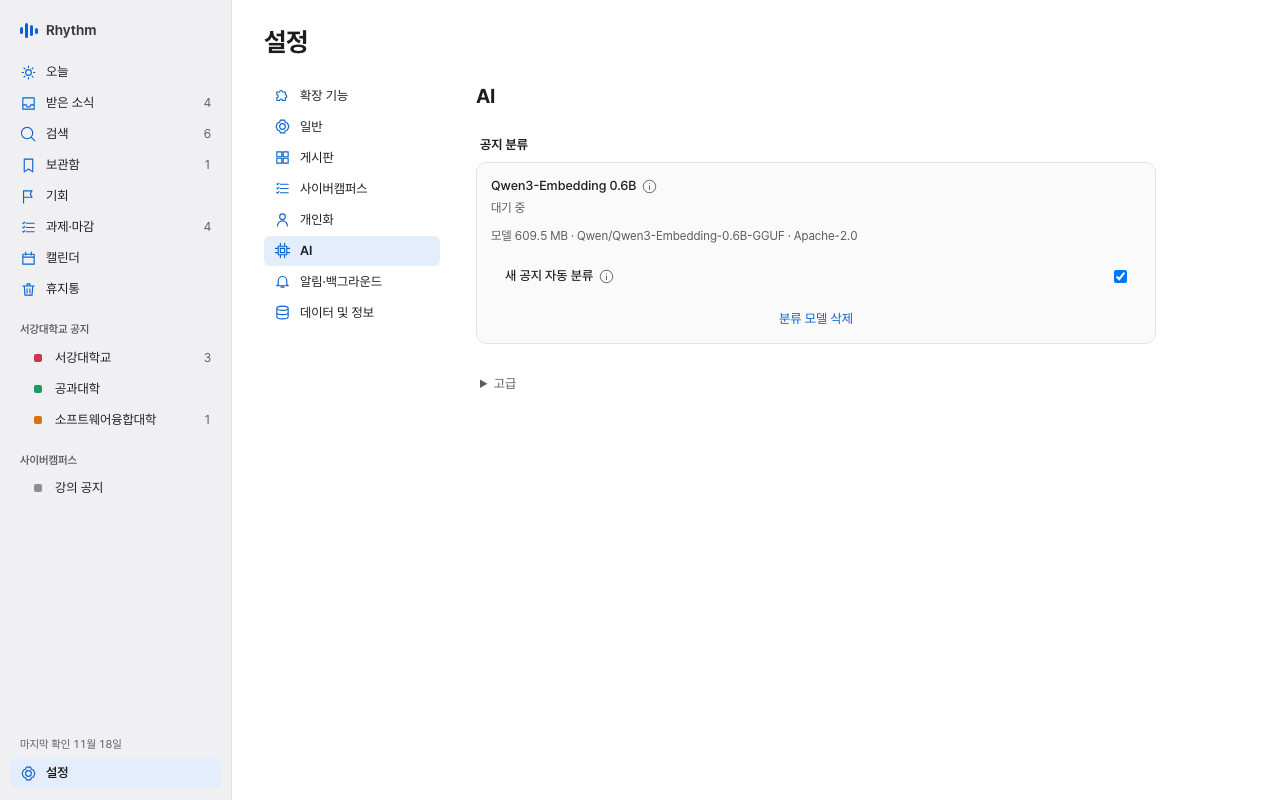 Rhythm
오늘
받은 소식 4
검색 6
보관함 1
기회
과제·마감 4
캘린더
휴지통
서강대학교 공지
서강대학교 3
공과대학
소프트웨어융합대학 1
사이버캠퍼스
강의 공지
마지막 확인 11월 18일
설정
설정
확장 기능
일반
게시판
사이버캠퍼스
개인화
AI
알림·백그라운드
데이터 및 정보
AI
공지 분류
Qwen3-Embedding 0.6B
대기 중
모델 609.5 MB · Qwen/Qwen3-Embedding-0.6B-GGUF · Apache-2.0
새 공지 자동 분류
분류 모델 삭제
고급